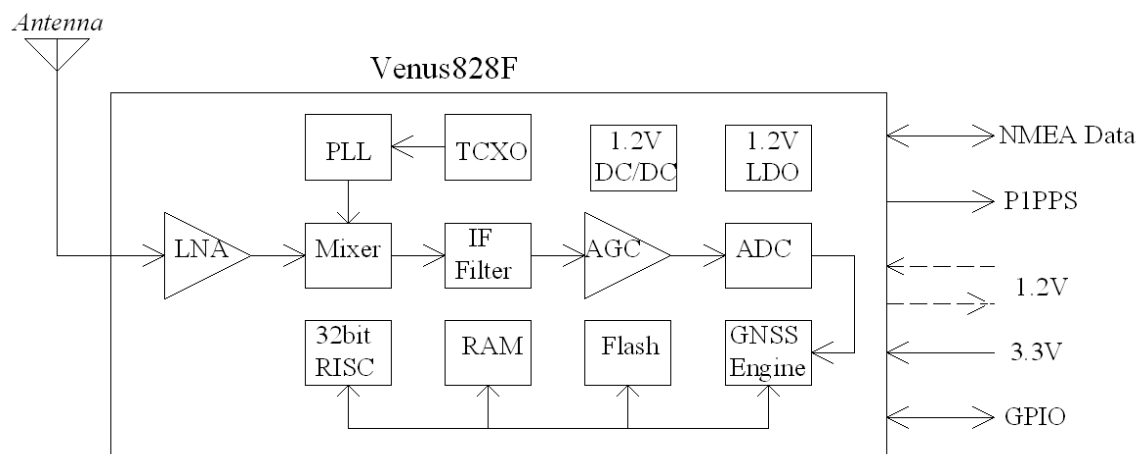 Antenna
Venus828F
PLL
TCXO
1.2V
DC/DC
1.2V
LDO
NMEA Data
P1PPS
LNA
Mixer
IF
Filter
AGC
ADC
1.2V
32bit
RISC
RAM
Flash
GNSS
Engine
3.3V
GPIO